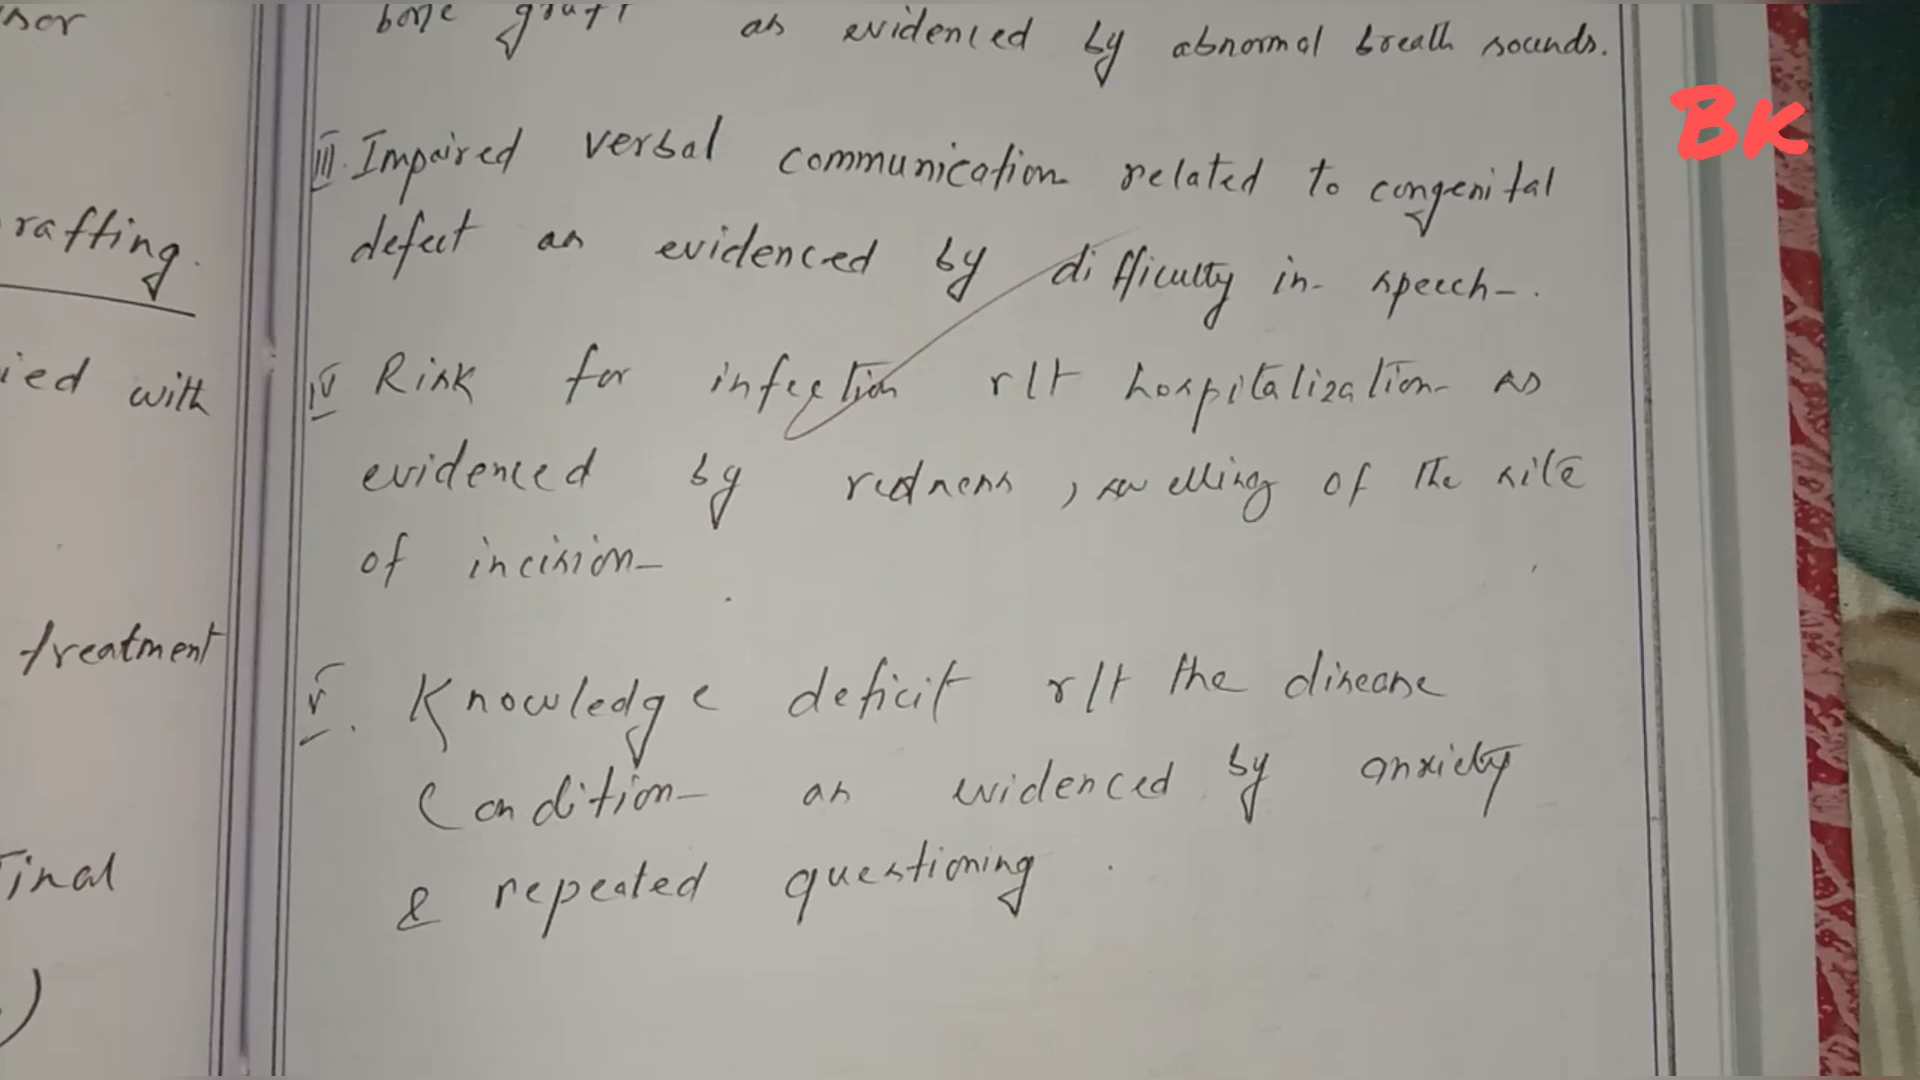 sor
raffing.
ied with
treatment
inal
)
bone graft as evidenced by abnormal breath sounds.
III. Impaired verbal communication related to congenital
defect as evidenced by difficulty in speech.
IV Risk for infection r/t hospitalization as
evidenced by redness, swelling of the site
of incision
V. Knowledge deficit r/t the disease
Condition as evidenced by anxiety
& repeated questioning.
BK